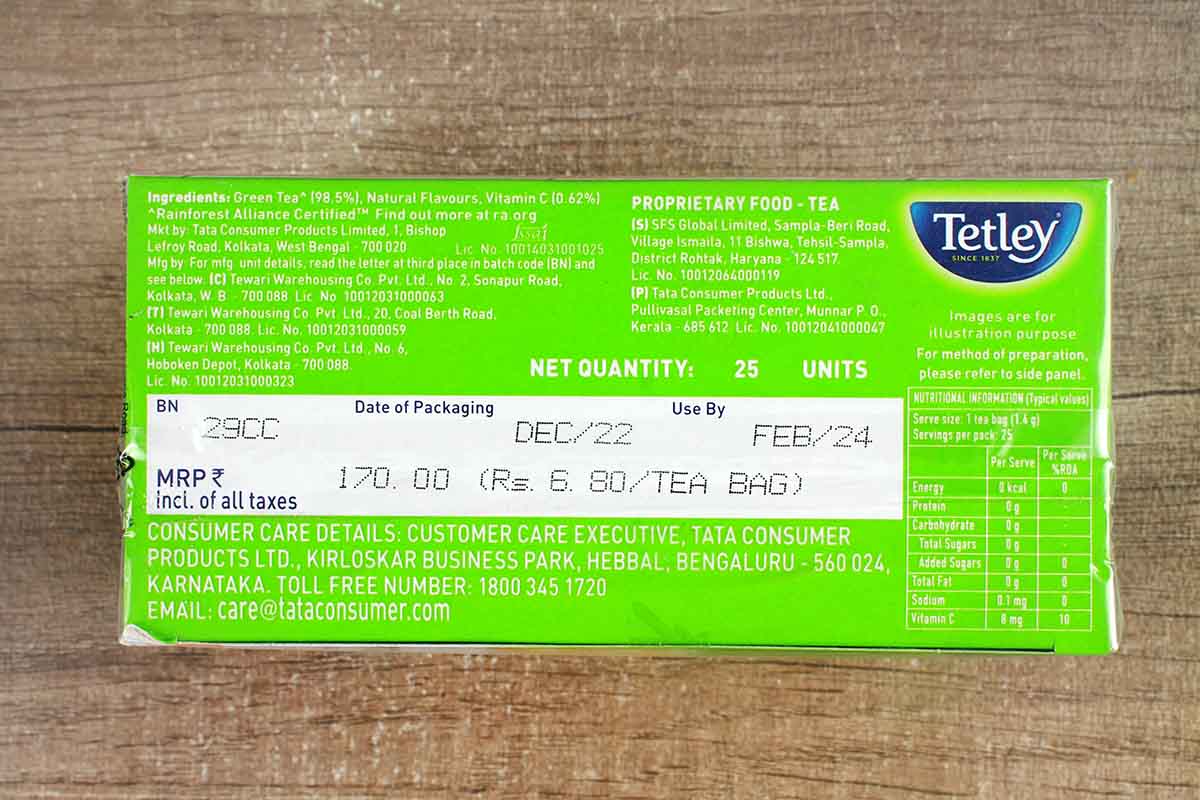 Ingredients: Green Tea^ (98.5%), Natural Flavours, Vitamin C (0.62%)
^Rainforest Alliance Certified™ Find out more at ra.org
Mkt by: Tata Consumer Products Limited, 1, Bishop
Lefroy Road, Kolkata, West Bengal - 700 020
fssai
Lic. No. 10014031001025
Mfg by: For mfg. unit details, read the letter at third place in batch code (BN) and
see below. (C) Tewari Warehousing Co. Pvt. Ltd., No. 2, Sonapur Road,
Kolkata, W. B. - 700 088 Lic No 10012031000063
(T) Tewari Warehousing Co. Pvt. Ltd., 20, Coal Berth Road,
Kolkata - 700 088. Lic. No. 10012031000059
(H) Tewari Warehousing Co. Pvt. Ltd., No. 6,
Hoboken Depot, Kolkata - 700 088.
Lic. No. 10012031000323
PROPRIETARY FOOD - TEA
(S) SFS Global Limited, Sampla-Beri Road,
Village Ismaila, 11 Bishwa, Tehsil-Sampla,
District Rohtak, Haryana - 124 517.
Lic. No. 10012064000119
(P) Tata Consumer Products Ltd.,
Pullivasal Packeting Center, Munnar P. O.,
Kerala - 685 612. Lic. No. 10012041000047
NET QUANTITY: 25 UNITS
Tetley
SINCE 1837
Images are for
illustration purpose
For method of preparation,
please refer to side panel.
BN Date of Packaging Use By
29CC DEC/22 FEB/24
MRP ₹ 170.00 (Rs. 6.80/TEA BAG)
incl. of all taxes
CONSUMER CARE DETAILS: CUSTOMER CARE EXECUTIVE, TATA CONSUMER
PRODUCTS LTD., KIRLOSKAR BUSINESS PARK, HEBBAL, BENGALURU - 560 024,
KARNATAKA. TOLL FREE NUMBER: 1800 345 1720
EMAIL: care@tataconsumer.com
NUTRITIONAL INFORMATION (Typical values)
Serve size: 1 tea bag (1.4 g)
Servings per pack: 25
Per Serve Per Serve %RDA
Energy 0 kcal 0
Protein 0 g -
Carbohydrate 0 g -
Total Sugars 0 g -
Added Sugars 0 g 0
Total Fat 0 g 0
Sodium 0.1 mg 0
Vitamin C 8 mg 10